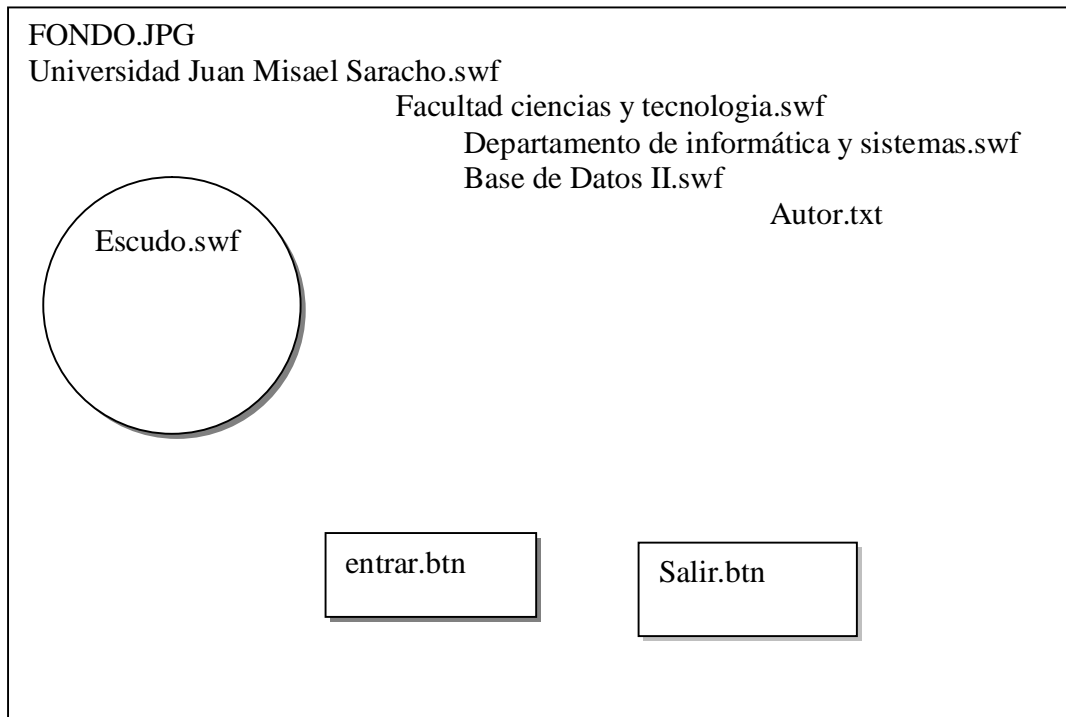 FONDO.JPG
Universidad Juan Misael Saracho.swf
Facultad ciencias y tecnologia.swf
Departamento de informática y sistemas.swf
Base de Datos II.swf
Autor.txt
Escudo.swf
entrar.btn
Salir.btn